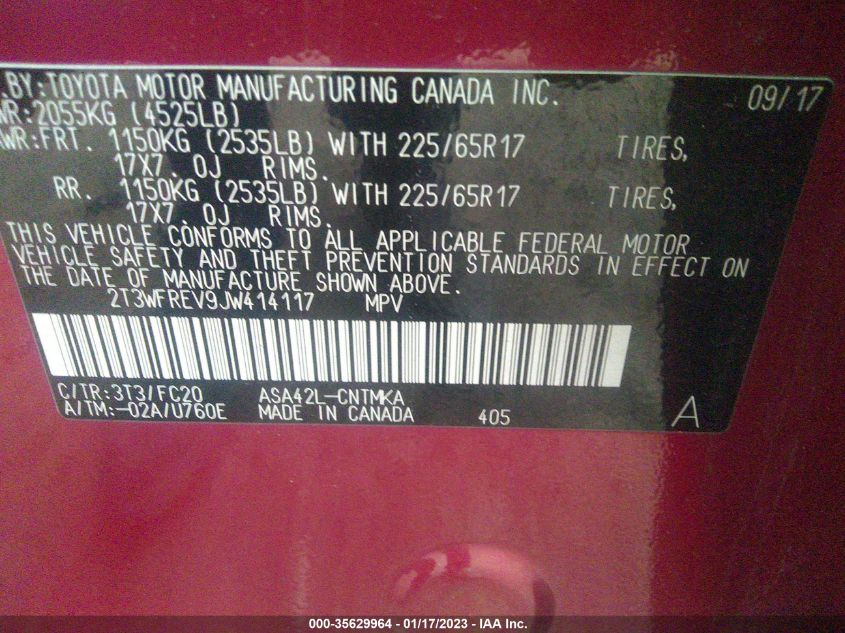 .BY:TOYOTA MOTOR MANUFACTURING CANADA INC. 09/17
WR:2055KG (4525LB)
AWR:FRT. 1150KG (2535LB) WITH 225/65R17 TIRES,
17X7.0J RIMS.
RR. 1150KG (2535LB) WITH 225/65R17 TIRES,
17X7.0J RIMS.
THIS VEHICLE CONFORMS TO ALL APPLICABLE FEDERAL MOTOR
VEHICLE SAFETY AND THEFT PREVENTION STANDARDS IN EFFECT ON
THE DATE OF MANUFACTURE SHOWN ABOVE.
2T3WFREV9JW414117 MPV
C/TR:3T3/FC20 ASA42L-CNTMKA
A/TM:-02A/U760E MADE IN CANADA 405 A
000-35629964 - 01/17/2023 - IAA Inc.